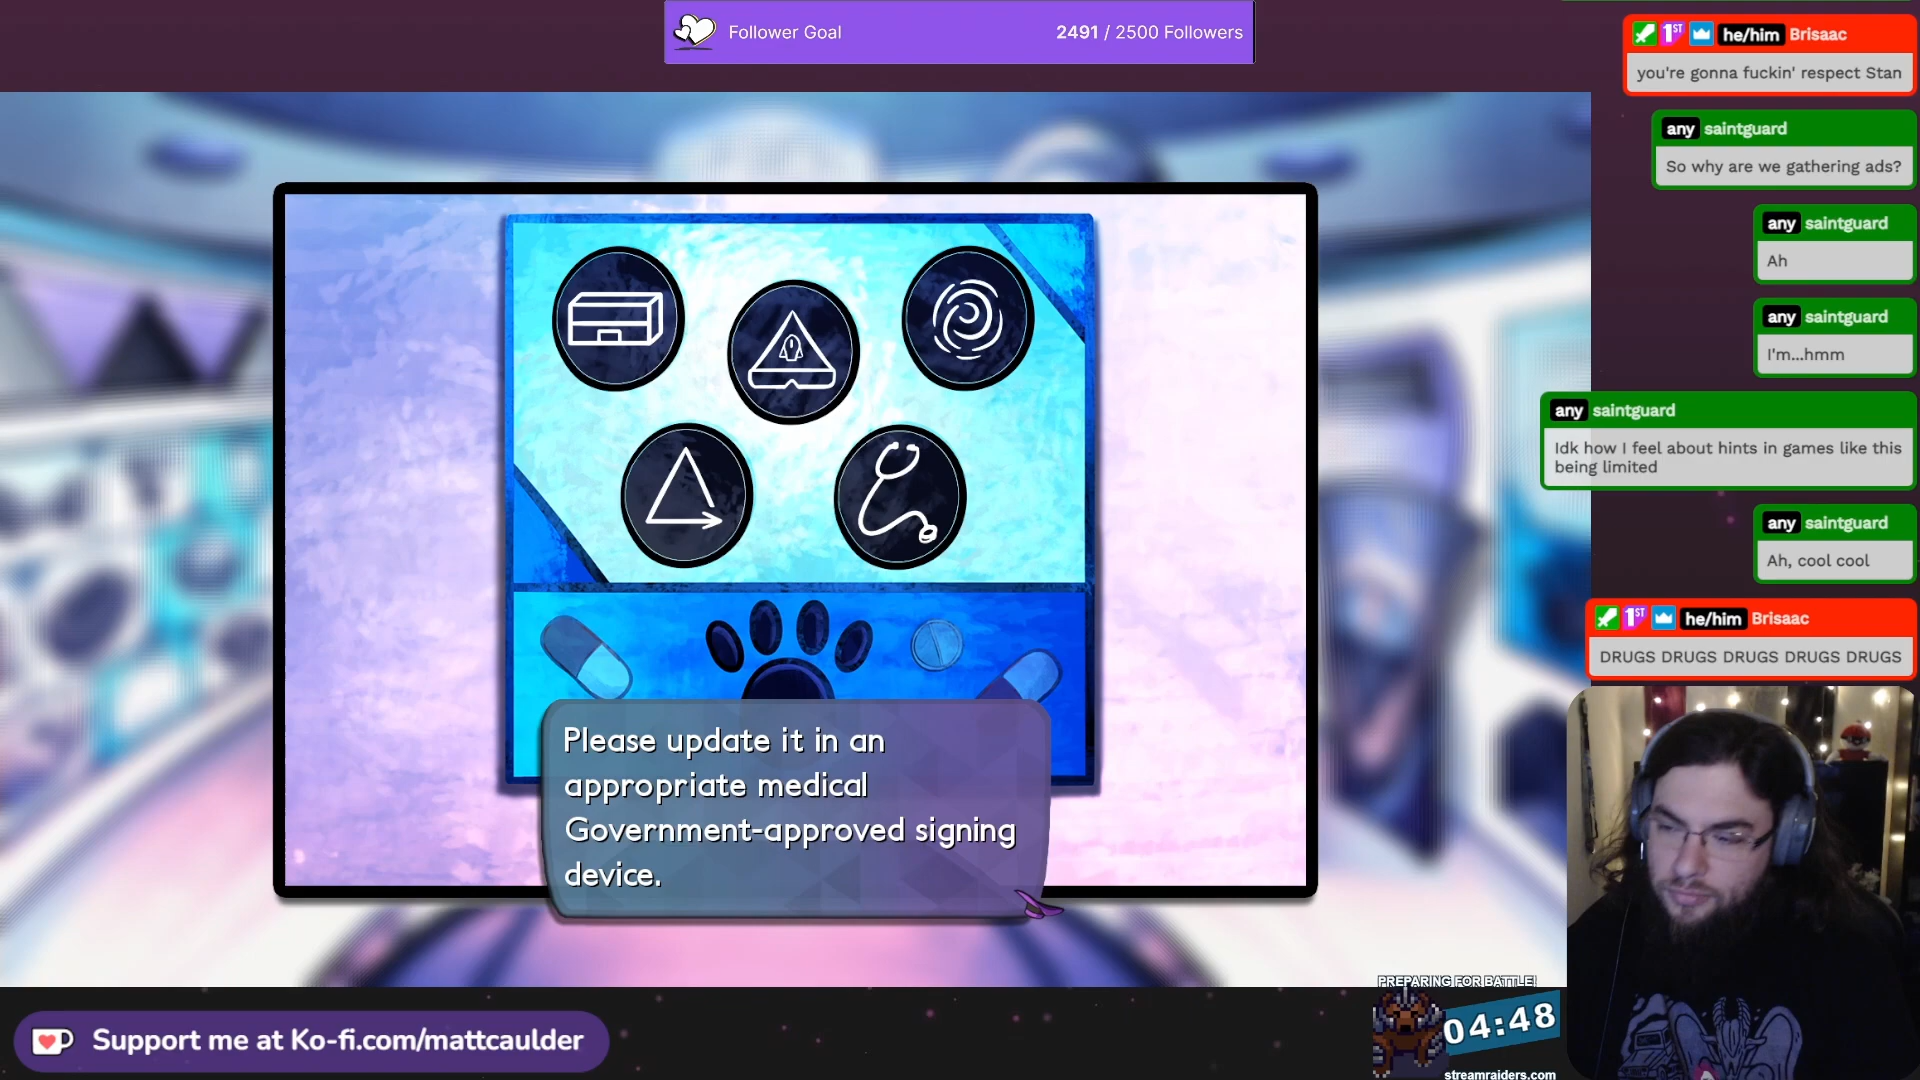 Follower Goal
2491 / 2500 Followers
1ST he/him Brisaac
you're gonna fuckin' respect Stan
any saintguard
So why are we gathering ads?
any saintguard
Ah
any saintguard
I'm...hmm
any saintguard
Idk how I feel about hints in games like this
being limited
any saintguard
Ah, cool cool
1ST he/him Brisaac
DRUGS DRUGS DRUGS DRUGS DRUGS
Please update it in an
appropriate medical
Government-approved signing
device.
PREPARING FOR BATTLE!
04:48
streamraiders.com
Support me at Ko-fi.com/mattcaulder